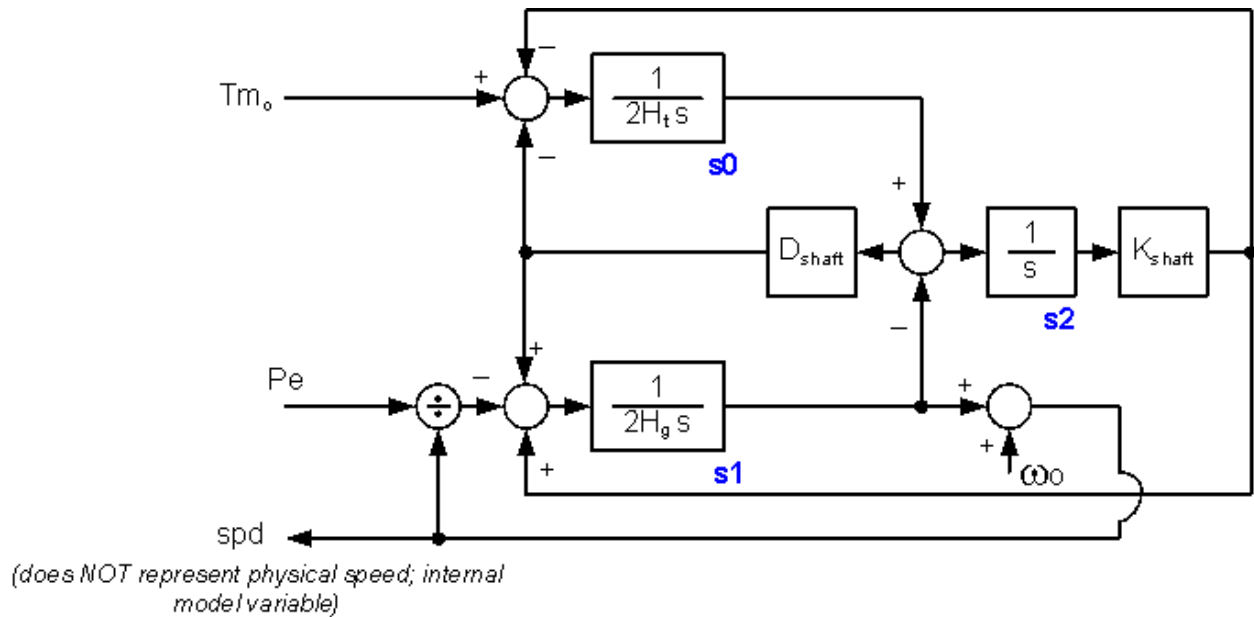 −
+
Tmₒ
1
2Hₜ s
−
s0
+
Dshaft
1
s
Kshaft
s2
−
+
Pe
÷
−
1
2H₉ s
+
+
ωo
+
s1
spd
(does NOT represent physical speed; internal
model variable)